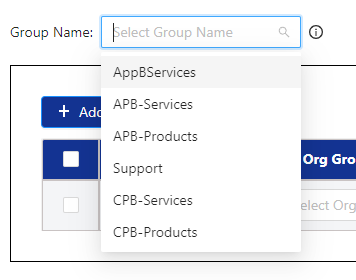 Group Name: Select Group Name
AppBServices
+ Add
APB-Services
APB-Products
Org Gro
Support
elect Org
CPB-Services
CPB-Products